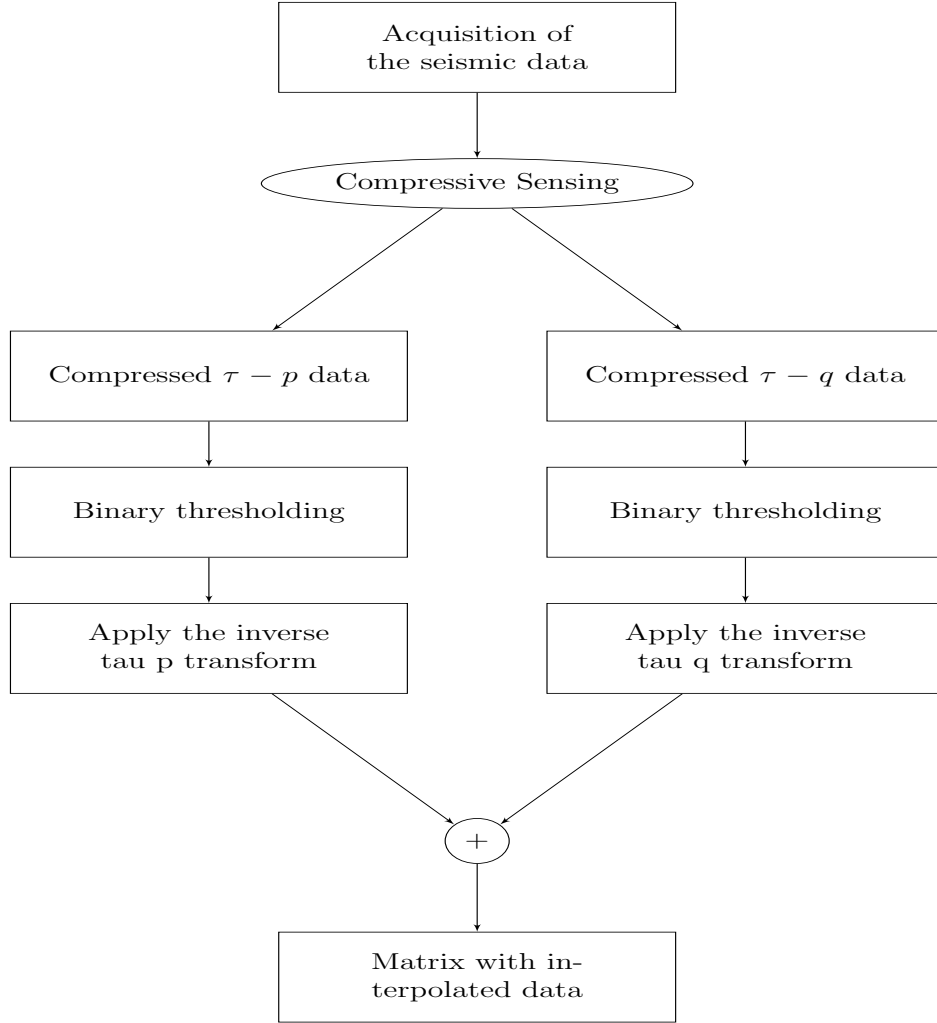 Acquisition of
the seismic data
Compressive Sensing
Compressed τ − p data
Compressed τ − q data
Binary thresholding
Binary thresholding
Apply the inverse
tau p transform
Apply the inverse
tau q transform
+
Matrix with in-
terpolated data